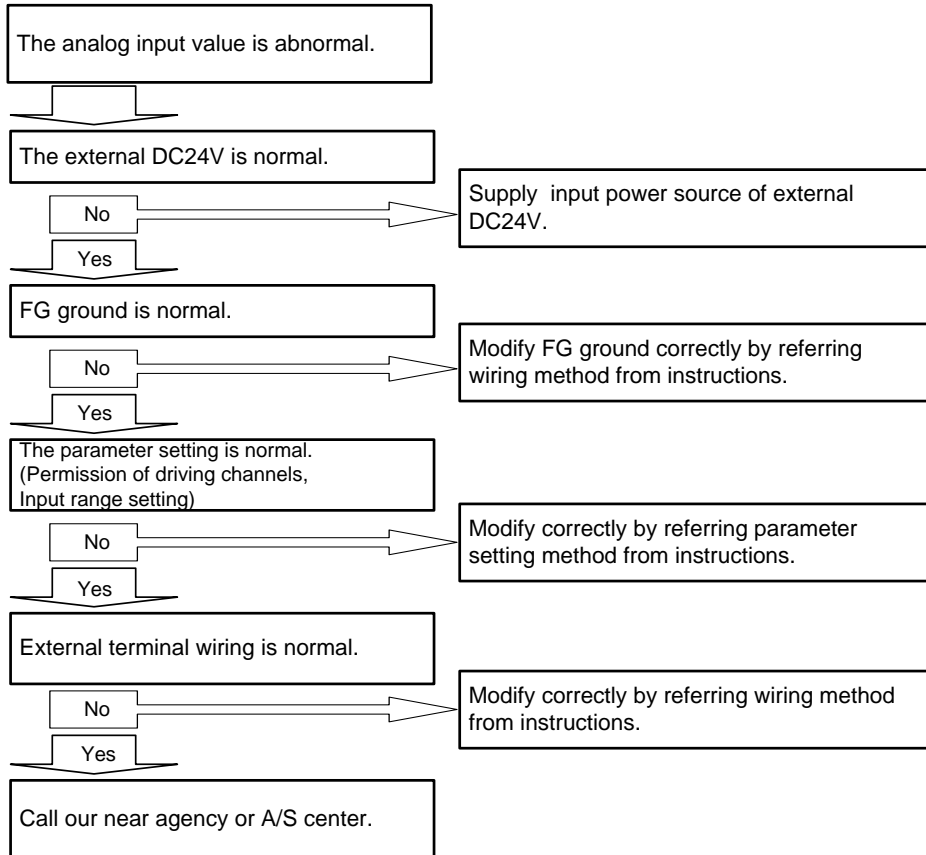 The analog input value is abnormal.
The external DC24V is normal.
No
Supply input power source of external
DC24V.
Yes
FG ground is normal.
No
Modify FG ground correctly by referring
wiring method from instructions.
Yes
The parameter setting is normal.
(Permission of driving channels,
Input range setting)
No
Modify correctly by referring parameter
setting method from instructions.
Yes
External terminal wiring is normal.
No
Modify correctly by referring wiring method
from instructions.
Yes
Call our near agency or A/S center.